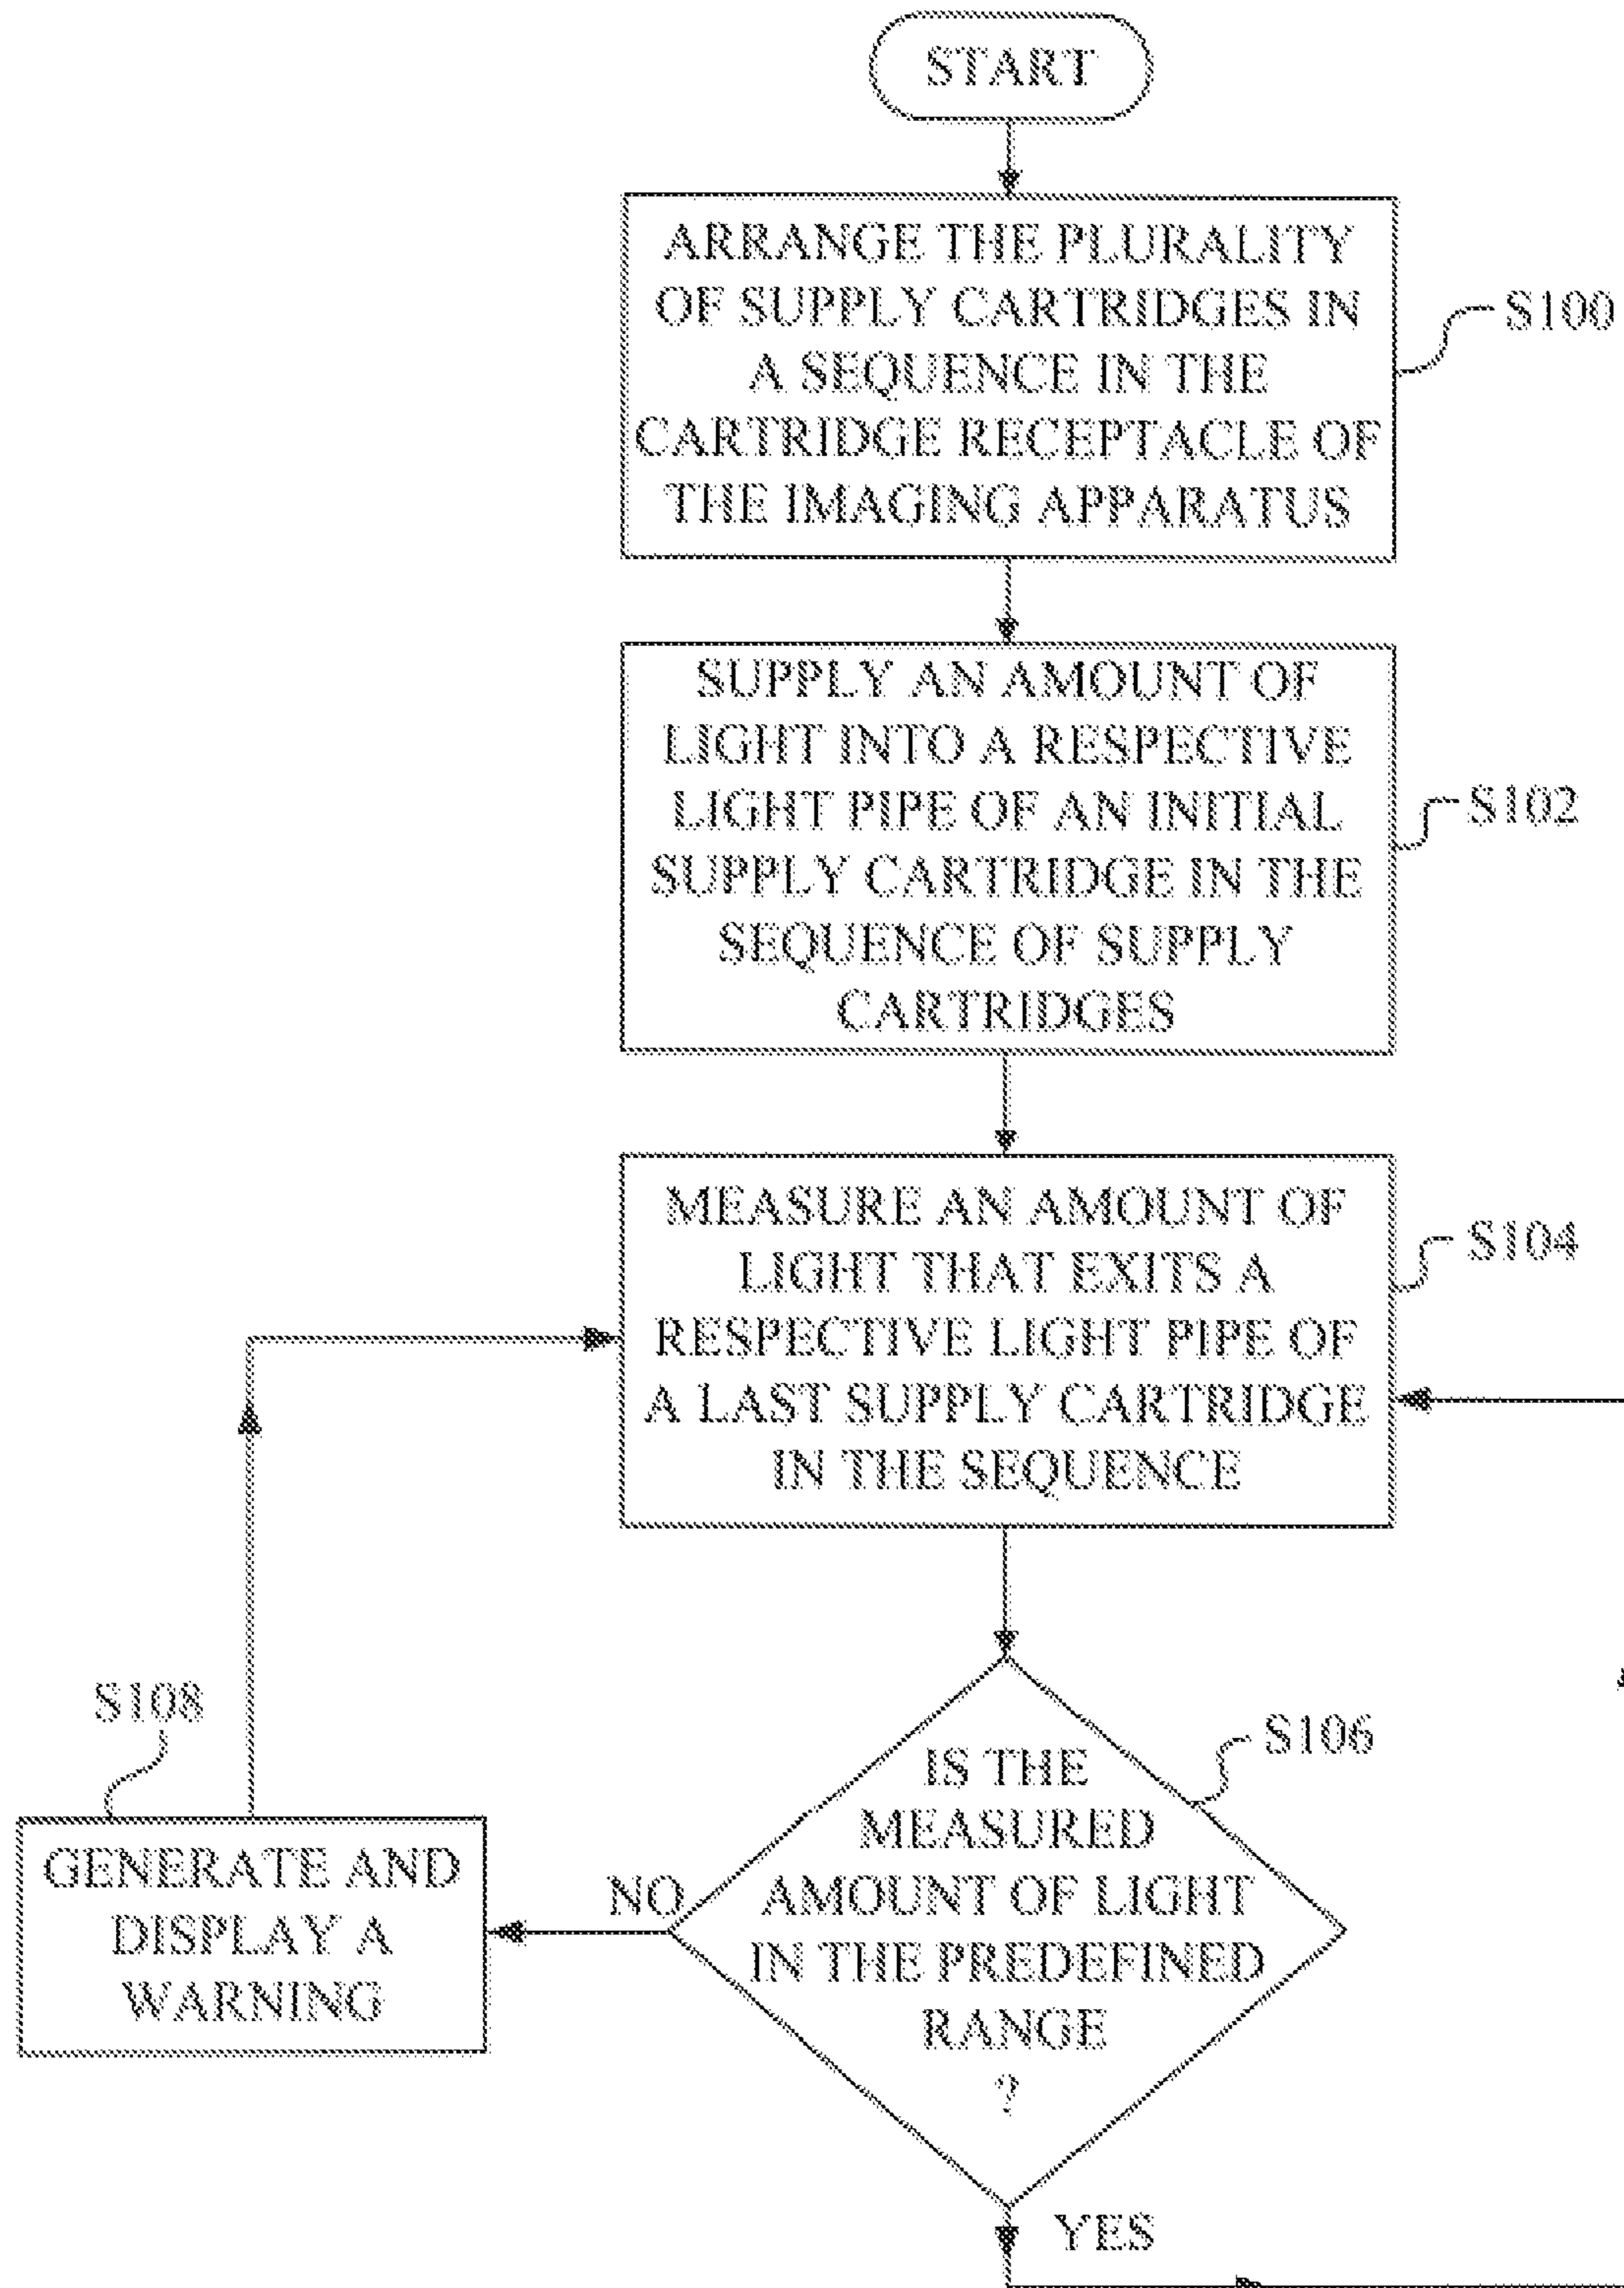 START
ARRANGE THE PLURALITY
OF SUPPLY CARTRIDGES IN
A SEQUENCE IN THE
CARTRIDGE RECEPTACLE OF
THE IMAGING APPARATUS
S100
SUPPLY AN AMOUNT OF
LIGHT INTO A RESPECTIVE
LIGHT PIPE OF AN INITIAL
SUPPLY CARTRIDGE IN THE
SEQUENCE OF SUPPLY
CARTRIDGES
S102
MEASURE AN AMOUNT OF
LIGHT THAT EXITS A
RESPECTIVE LIGHT PIPE OF
A LAST SUPPLY CARTRIDGE
IN THE SEQUENCE
S104
IS THE
MEASURED
AMOUNT OF LIGHT
IN THE PREDEFINED
RANGE
?
S106
NO
S108
GENERATE AND
DISPLAY A
WARNING
YES